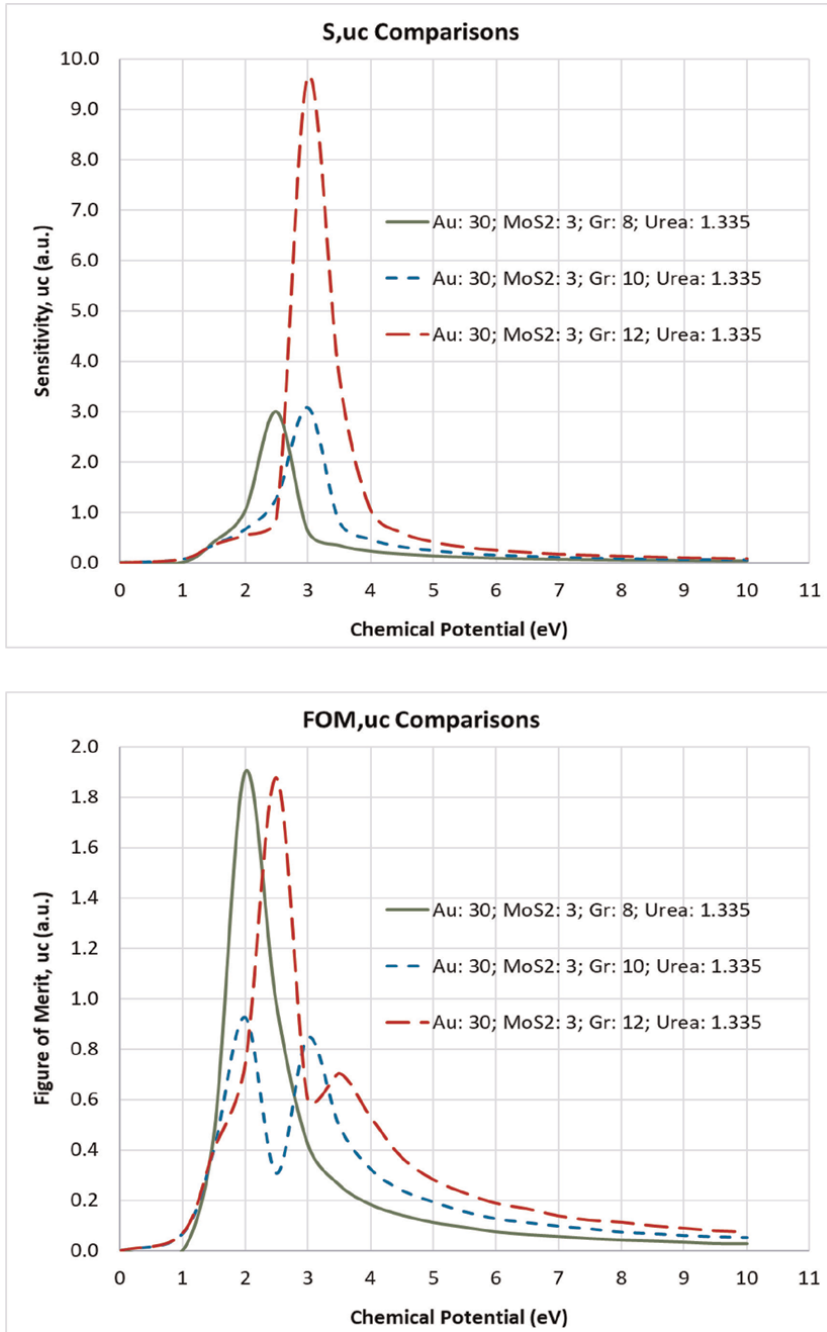 S,uc Comparisons
10.0
9.0
8.0
7.0
6.0
5.0
4.0
3.0
2.0
1.0
0.0
Sensitivity, uc (a.u.)
Au: 30; MoS2: 3; Gr: 8; Urea: 1.335
Au: 30; MoS2: 3; Gr: 10; Urea: 1.335
Au: 30; MoS2: 3; Gr: 12; Urea: 1.335
0 1 2 3 4 5 6 7 8 9 10 11
Chemical Potential (eV)
FOM,uc Comparisons
2.0
1.8
1.6
1.4
1.2
1.0
0.8
0.6
0.4
0.2
0.0
Figure of Merit, uc (a.u.)
Au: 30; MoS2: 3; Gr: 8; Urea: 1.335
Au: 30; MoS2: 3; Gr: 10; Urea: 1.335
Au: 30; MoS2: 3; Gr: 12; Urea: 1.335
0 1 2 3 4 5 6 7 8 9 10 11
Chemical Potential (eV)